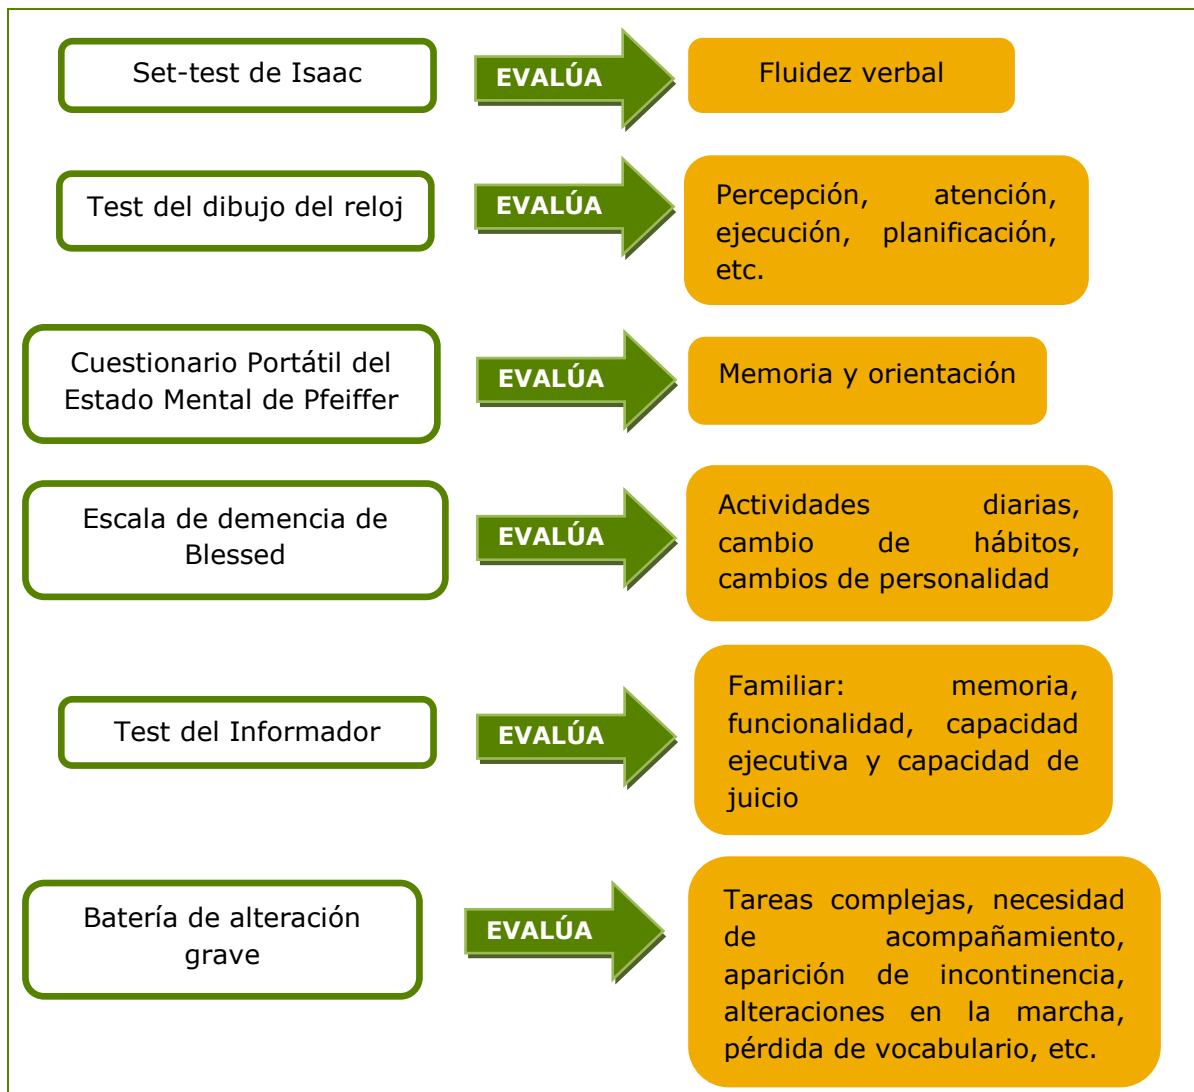 Set-test de Isaac
EVALÚA
Fluidez verbal
Test del dibujo del reloj
EVALÚA
Percepción, atención,
ejecución, planificación,
etc.
Cuestionario Portátil del
Estado Mental de Pfeiffer
EVALÚA
Memoria y orientación
Escala de demencia de
Blessed
EVALÚA
Actividades diarias,
cambio de hábitos,
cambios de personalidad
Test del Informador
EVALÚA
Familiar: memoria,
funcionalidad, capacidad
ejecutiva y capacidad de
juicio
Batería de alteración
grave
EVALÚA
Tareas complejas, necesidad
de acompañamiento,
aparición de incontinencia,
alteraciones en la marcha,
pérdida de vocabulario, etc.